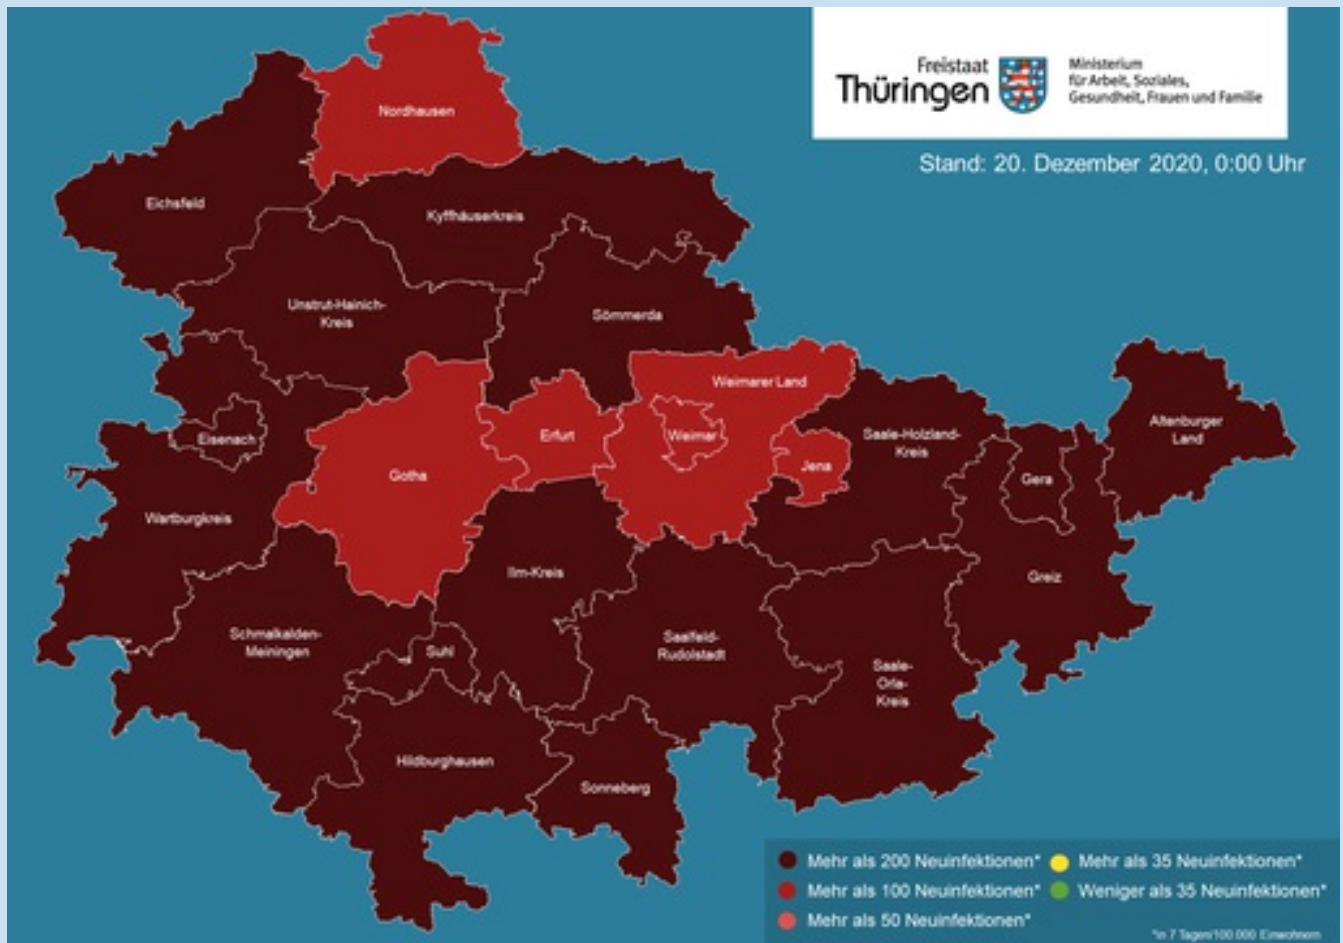 Freistaat
Thüringen
Ministerium
für Arbeit, Soziales,
Gesundheit, Frauen und Familie
Stand: 20. Dezember 2020, 0:00 Uhr
Nordhausen
Eichsfeld
Kyffhäuserkreis
Unstrut-Hainich-
Kreis
Sömmerda
Weimarer Land
Altenburger
Land
Eisenach
Erfurt
Weimar
Saale-Holzland-
Kreis
Jena
Gotha
Gera
Wartburgkreis
Ilm-Kreis
Greiz
Schmalkalden-
Meiningen
Suhl
Saalfeld-
Rudolstadt
Saale-
Orla-
Kreis
Hildburghausen
Sonneberg
Mehr als 200 Neuinfektionen*
Mehr als 35 Neuinfektionen*
Mehr als 100 Neuinfektionen*
Weniger als 35 Neuinfektionen*
Mehr als 50 Neuinfektionen*
*in 7 Tagen/100 000 Einwohnern